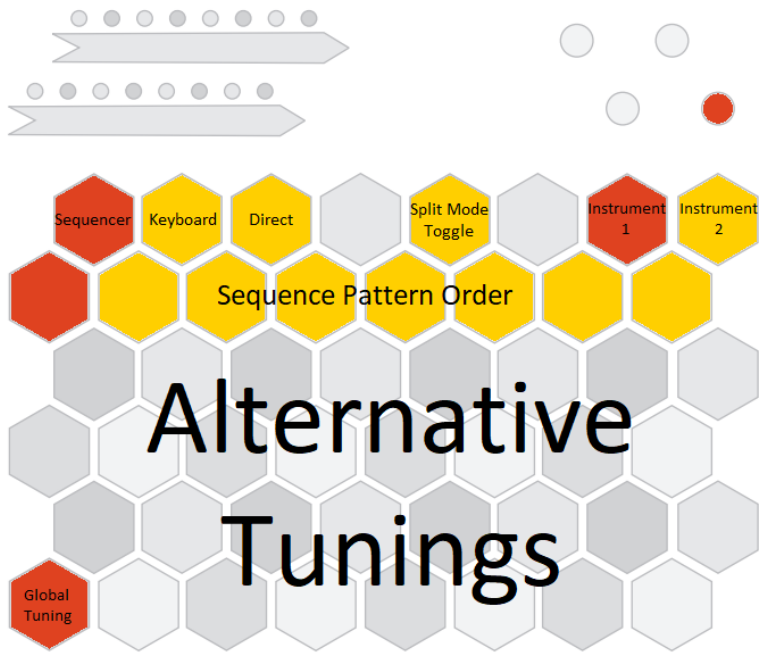 Sequencer
Keyboard
Direct
Split Mode
Toggle
Instrument
1
Instrument
2
Sequence Pattern Order
Alternative
Tunings
Global
Tuning